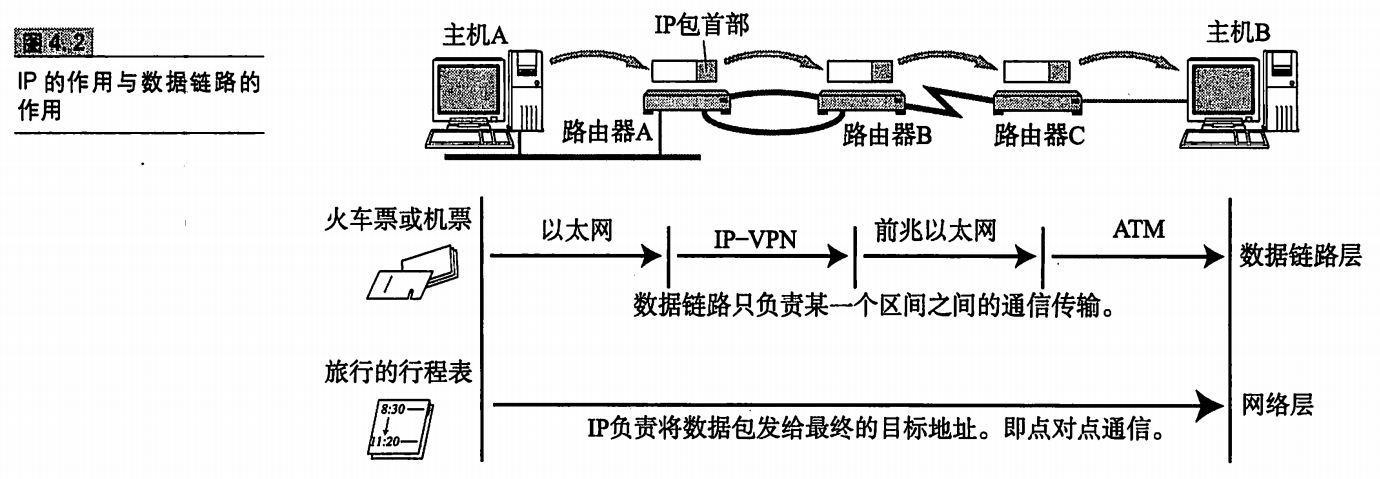 图4.2
IP 的作用与数据链路的
作用
主机A
IP包首部
主机B
路由器A
路由器B
路由器C
火车票或机票
以太网
IP-VPN
前兆以太网
ATM
数据链路层
数据链路只负责某一个区间之间的通信传输。
旅行的行程表
8:30
11:20
网络层
IP负责将数据包发给最终的目标地址。即点对点通信。